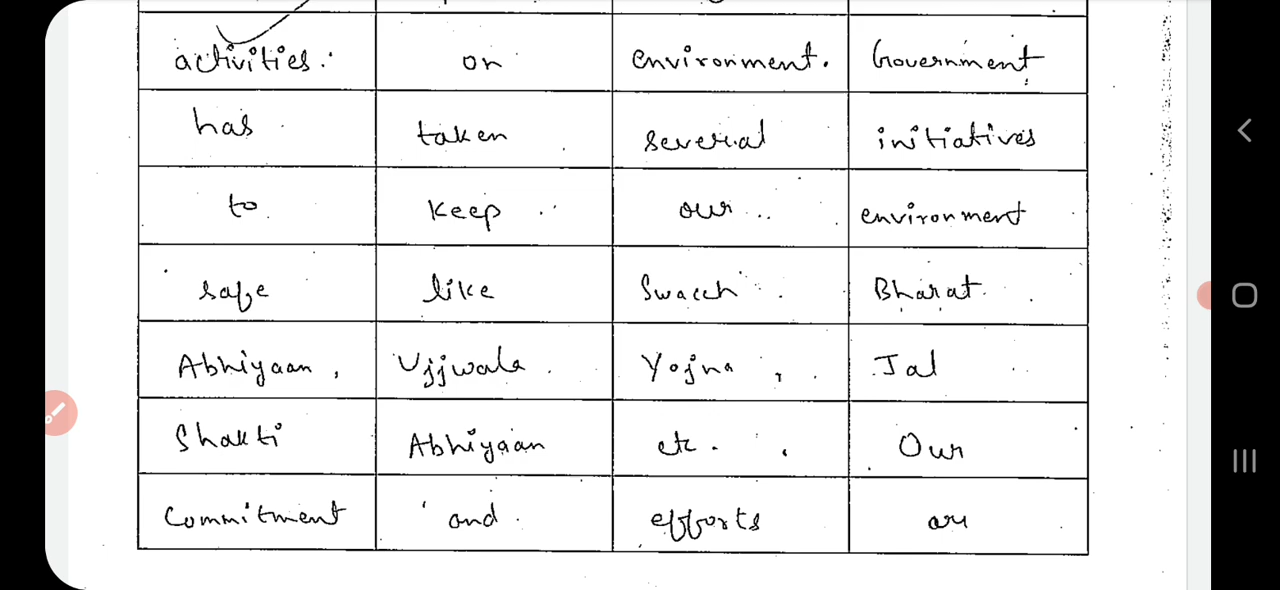 activities. on environment. Government
has taken several initiatives
to keep our environment
safe like Swacch Bharat
Abhiyaan, Ujjwala Yojna, Jal
Shakti Abhiyaan etc. Our
Commitment and efforts are